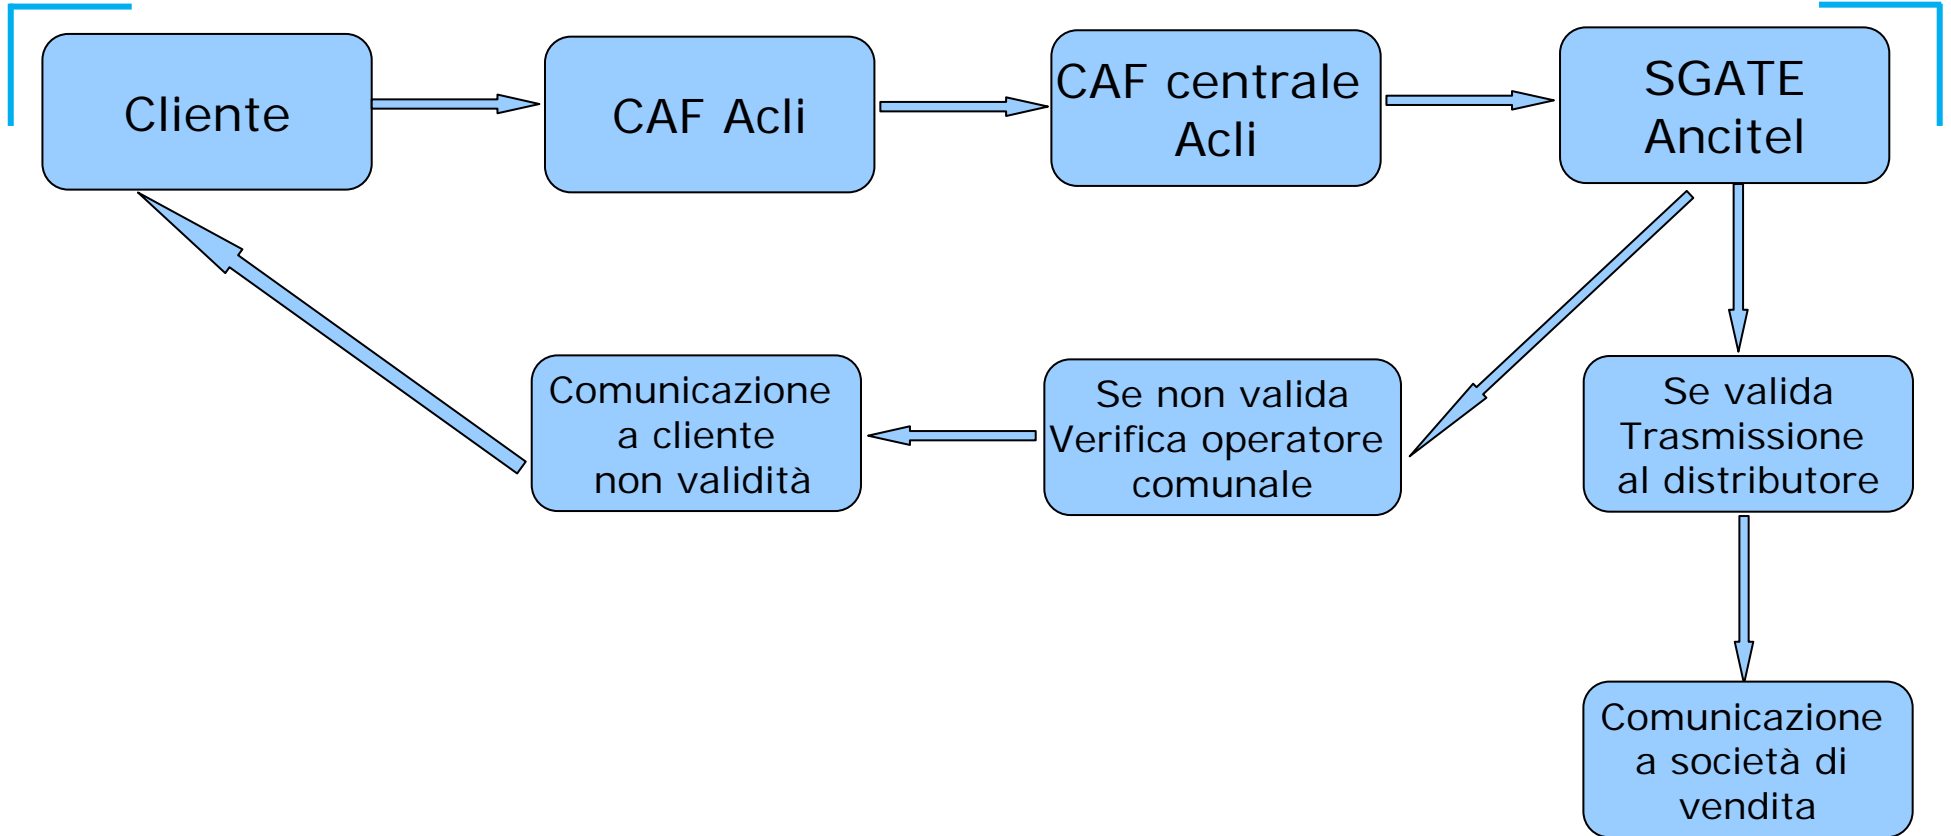 Cliente
CAF Acli
CAF centrale
Acli
SGATE
Ancitel
Comunicazione
a cliente
non validità
Se non valida
Verifica operatore
comunale
Se valida
Trasmissione
al distributore
Comunicazione
a società di
vendita